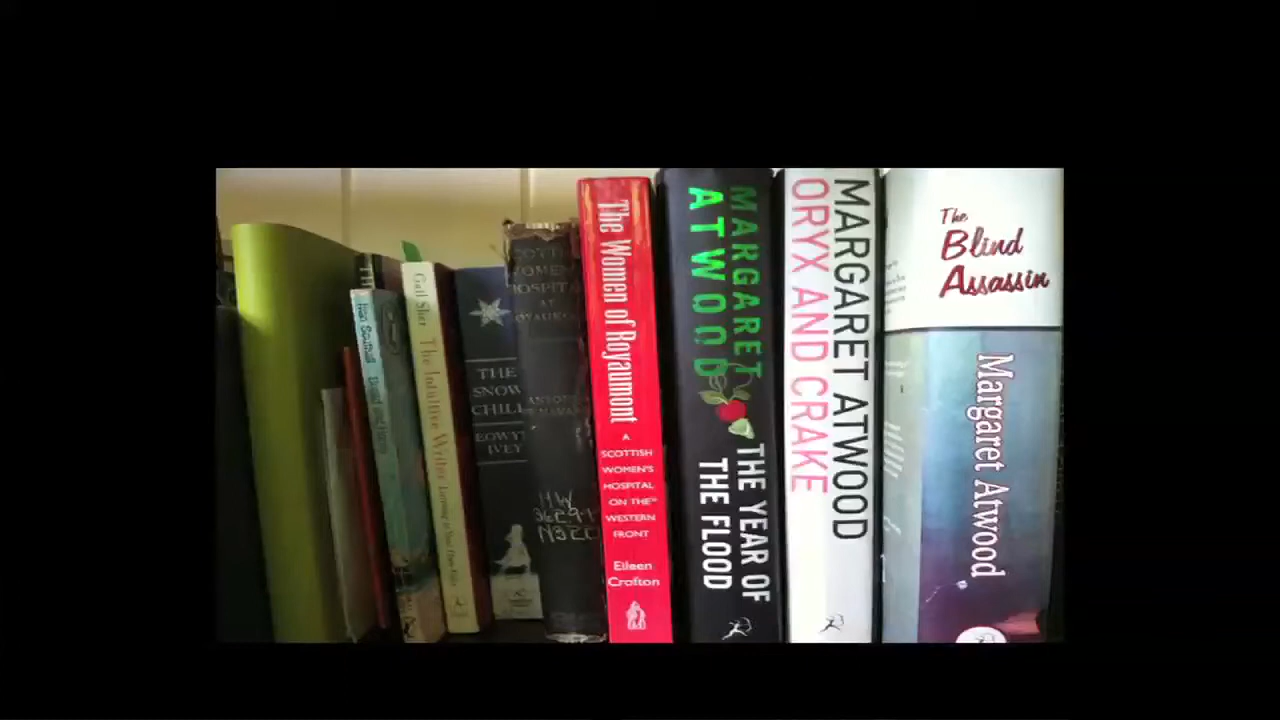 Gail Sher The Intuitive Writer
THE
SNOW
CHILD
EOWYN
IVEY
WOMEN
HOSPITAL
AT
The Women of Royaumont
A
SCOTTISH
WOMEN'S
HOSPITAL
ON THE
WESTERN
FRONT
Eileen
Crofton
MARGARET
ATWOOD
THE YEAR OF
THE FLOOD
MARGARET ATWOOD
ORYX AND CRAKE
The
Blind
Assassin
Margaret Atwood